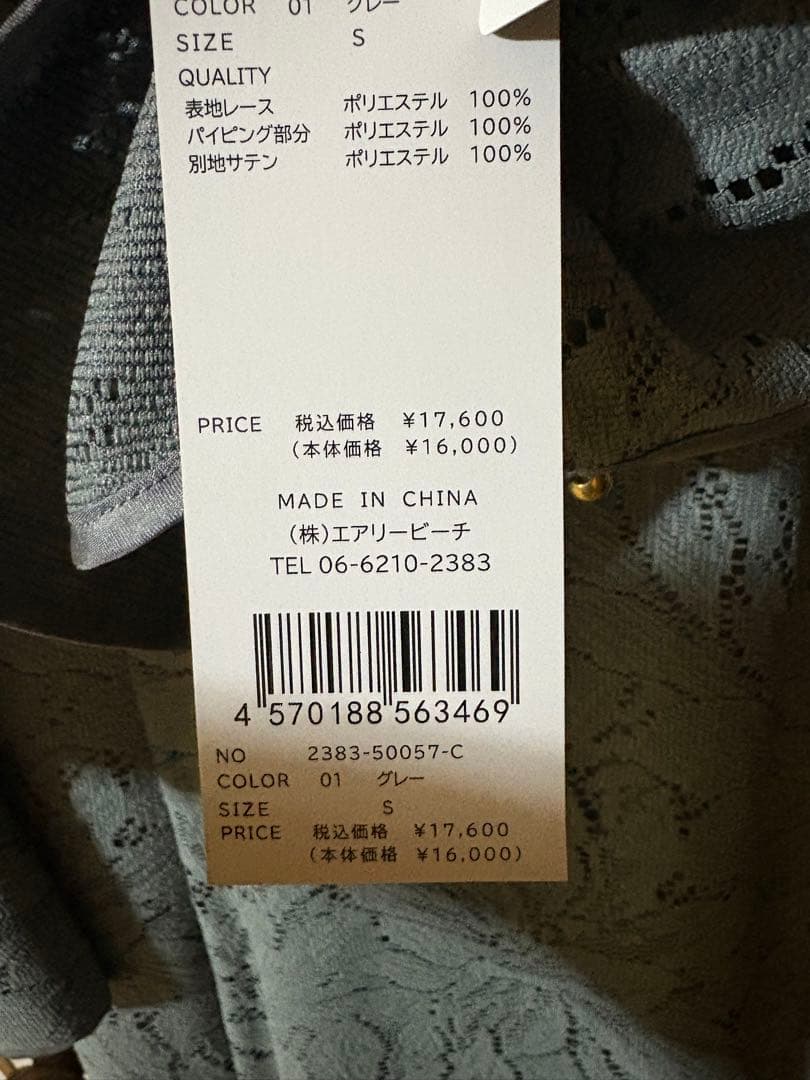 COLOR 01 グレー
SIZE S
QUALITY
表地レース ポリエステル 100%
パイピング部分 ポリエステル 100%
別地サテン ポリエステル 100%
PRICE 税込価格 ¥17,600
(本体価格 ¥16,000)
MADE IN CHINA
(株)エアリービーチ
TEL 06-6210-2383
4 570188 563469
NO 2383-50057-C
COLOR 01 グレー
SIZE S
PRICE 税込価格 ¥17,600
(本体価格 ¥16,000)